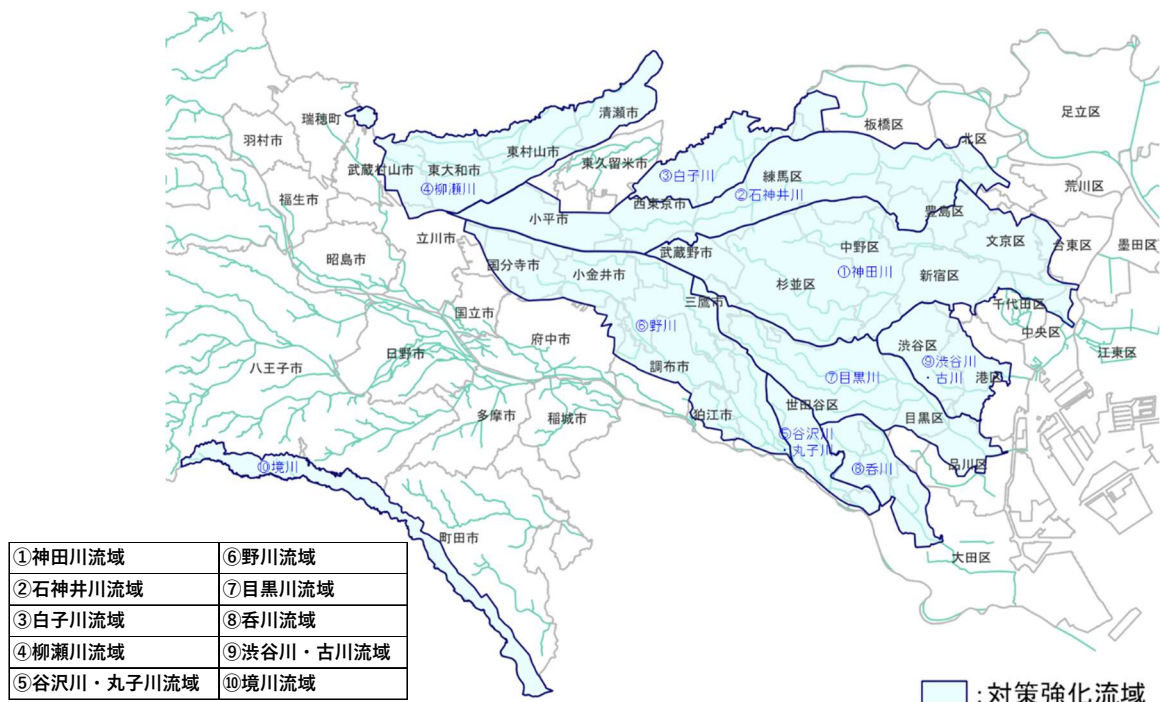 清瀬市
瑞穂町
板橋区
足立区
羽村市
東村山市
北区
東久留米市
武蔵村山市
東大和市
③白子川
練馬区
④柳瀬川
②石神井川
荒川区
福生市
西東京市
小平市
豊島区
立川市
文京区
台東区
墨田区
武蔵野市
中野区
昭島市
国分寺市
小金井市
①神田川
新宿区
杉並区
三鷹市
千代田区
国立市
⑥野川
中央区
府中市
渋谷区
江東区
日野市
⑨渋谷川
・古川
八王子市
調布市
⑦目黒川
港区
世田谷区
多摩市
稲城市
狛江市
目黒区
⑤谷沢川
・丸子川
⑩境川
⑧呑川
品川区
町田市
大田区
①神田川流域
⑥野川流域
②石神井川流域
⑦目黒川流域
③白子川流域
⑧呑川流域
④柳瀬川流域
⑨渋谷川・古川流域
⑤谷沢川・丸子川流域
⑩境川流域
:対策強化流域